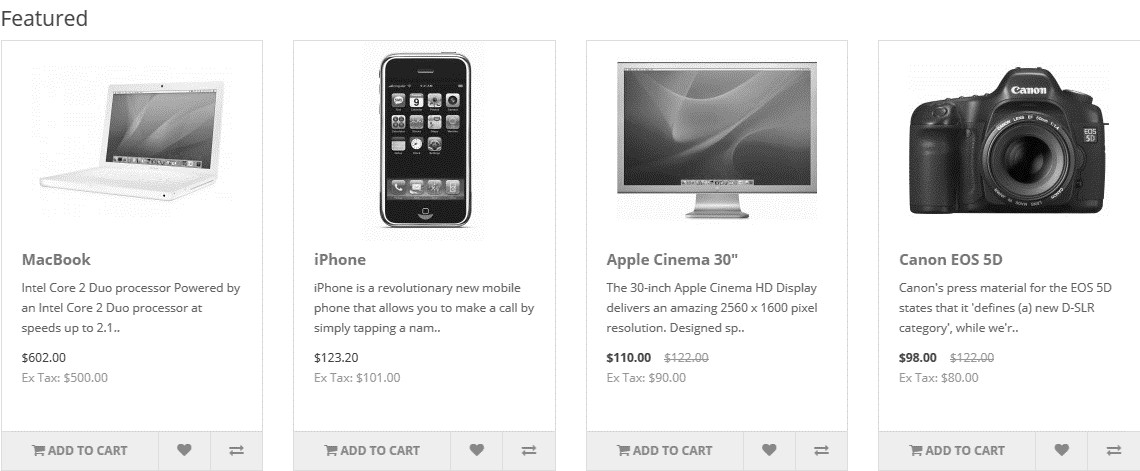 Featured
MacBook
Intel Core 2 Duo processor Powered by
an Intel Core 2 Duo processor at
speeds up to 2.1..
$602.00
Ex Tax: $500.00
ADD TO CART
iPhone
iPhone is a revolutionary new mobile
phone that allows you to make a call by
simply tapping a nam..
$123.20
Ex Tax: $101.00
ADD TO CART
Apple Cinema 30"
The 30-inch Apple Cinema HD Display
delivers an amazing 2560 x 1600 pixel
resolution. Designed sp..
$110.00 $122.00
Ex Tax: $90.00
ADD TO CART
Canon
EOS
5D
Canon EOS 5D
Canon's press material for the EOS 5D
states that it 'defines (a) new D-SLR
category', while we'r..
$98.00 $122.00
Ex Tax: $80.00
ADD TO CART